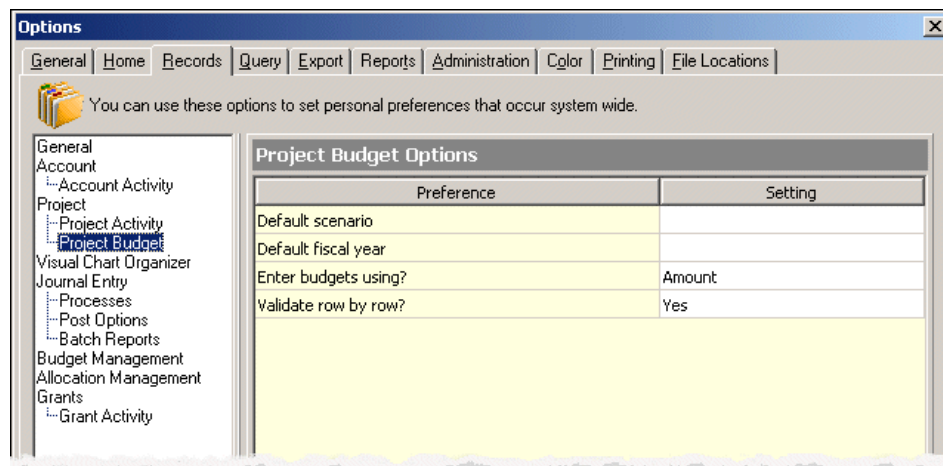 Options
General Home Records Query Export Reports Administration Color Printing File Locations
You can use these options to set personal preferences that occur system wide.
General
Account
Account Activity
Project
Project Activity
Project Budget
Visual Chart Organizer
Journal Entry
Processes
Post Options
Batch Reports
Budget Management
Allocation Management
Grants
Grant Activity
Project Budget Options
Preference Setting
Default scenario
Default fiscal year
Enter budgets using? Amount
Validate row by row? Yes